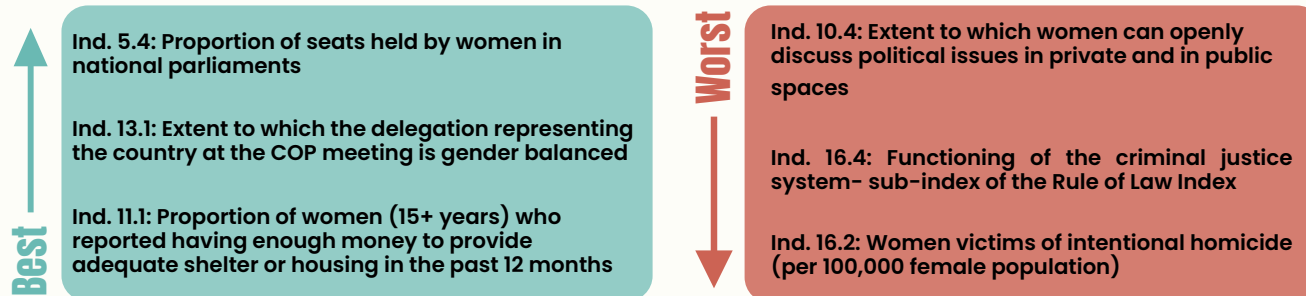 Best
Ind. 5.4: Proportion of seats held by women in
national parliaments
Ind. 13.1: Extent to which the delegation representing
the country at the COP meeting is gender balanced
Ind. 11.1: Proportion of women (15+ years) who
reported having enough money to provide
adequate shelter or housing in the past 12 months
Worst
Ind. 10.4: Extent to which women can openly
discuss political issues in private and in public
spaces
Ind. 16.4: Functioning of the criminal justice
system- sub-index of the Rule of Law Index
Ind. 16.2: Women victims of intentional homicide
(per 100,000 female population)